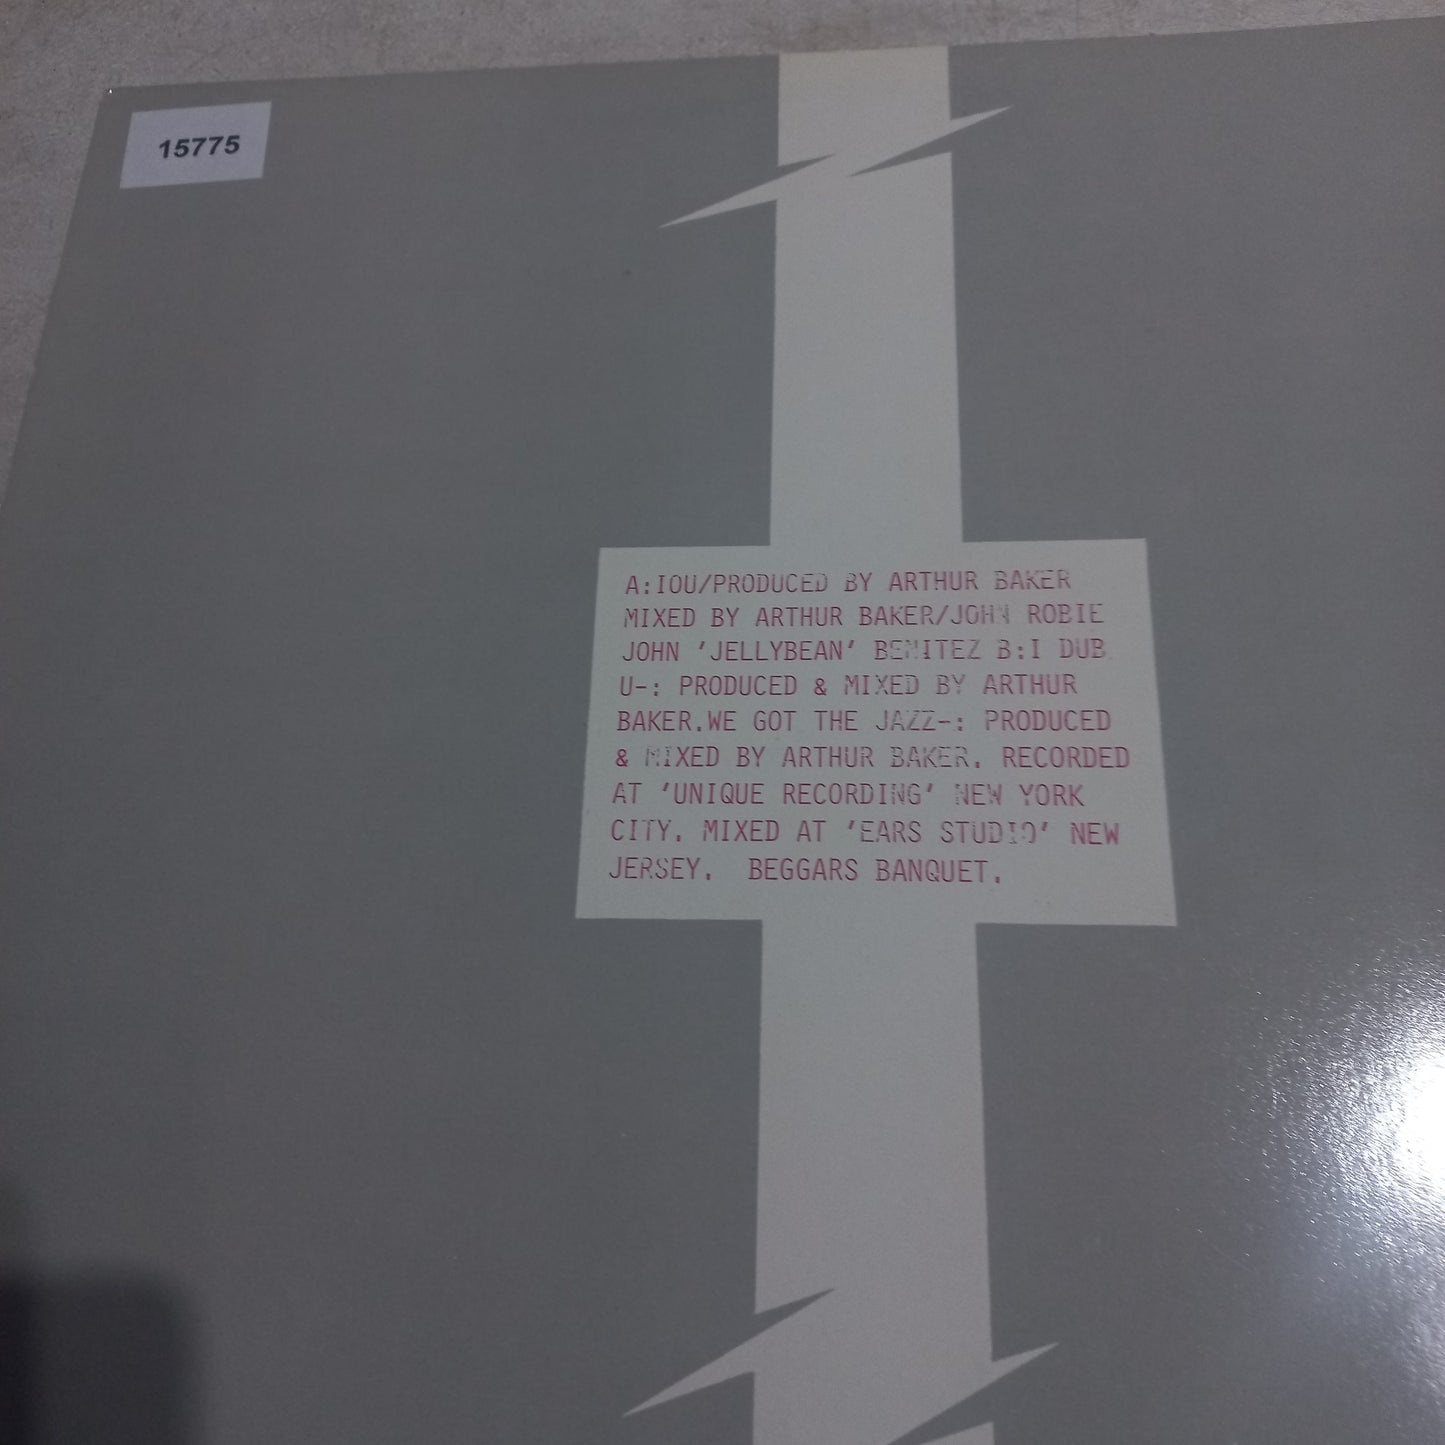 15775
A:IOU/PRODUCED BY ARTHUR BAKER
MIXED BY ARTHUR BAKER/JOHN ROBIE
JOHN 'JELLYBEAN' BENITEZ B:I DUB
U-: PRODUCED & MIXED BY ARTHUR
BAKER.WE GOT THE JAZZ-: PRODUCED
& MIXED BY ARTHUR BAKER. RECORDED
AT 'UNIQUE RECORDING' NEW YORK
CITY. MIXED AT 'EARS STUDIO' NEW
JERSEY.  BEGGARS BANQUET.